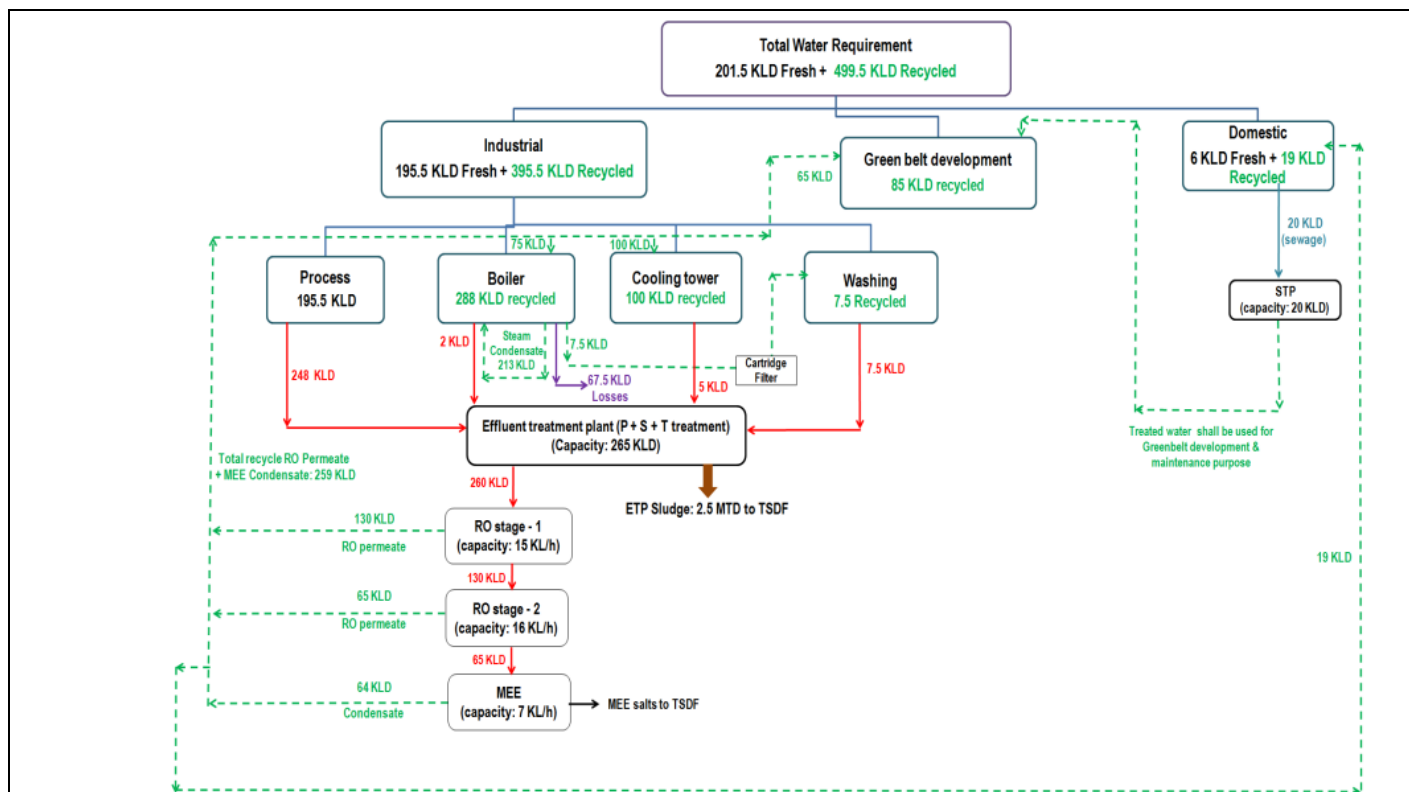 Total Water Requirement
201.5 KLD Fresh + 499.5 KLD Recycled
Industrial
195.5 KLD Fresh + 395.5 KLD Recycled
65 KLD
Green belt development
85 KLD recycled
Domestic
6 KLD Fresh + 19 KLD
Recycled
20 KLD
(sewage)
STP
(capacity: 20 KLD)
Process
195.5 KLD
75 KLD
Boiler
288 KLD recycled
100 KLD
Cooling tower
100 KLD recycled
Washing
7.5 Recycled
248 KLD
2 KLD
Steam
Condensate
213 KLD
7.5 KLD
67.5 KLD
Losses
5 KLD
Cartridge
Filter
7.5 KLD
Effluent treatment plant (P + S + T treatment)
(Capacity: 265 KLD)
Treated water shall be used for
Greenbelt development &
maintenance purpose
Total recycle RO Permeate
+ MEE Condensate: 259 KLD
260 KLD
ETP Sludge: 2.5 MTD to TSDF
130 KLD
RO permeate
RO stage - 1
(capacity: 15 KL/h)
130 KLD
19 KLD
65 KLD
RO permeate
RO stage - 2
(capacity: 16 KL/h)
65 KLD
64 KLD
Condensate
MEE
(capacity: 7 KL/h)
MEE salts to TSDF